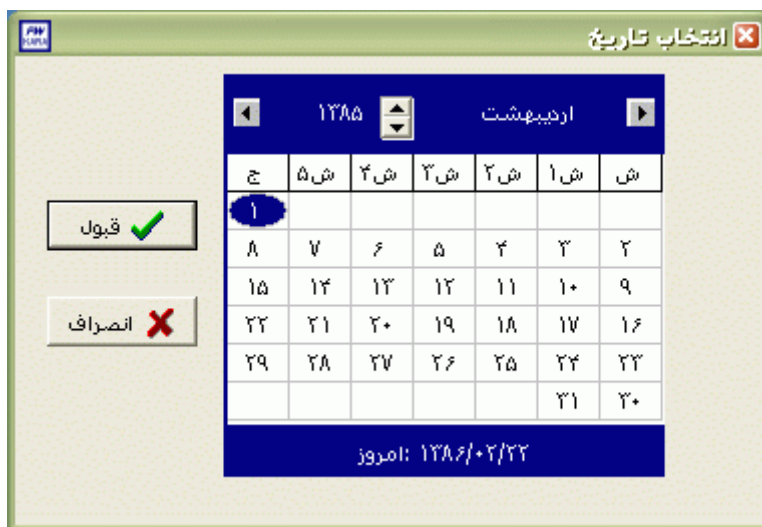 انتخاب تاریخ
اردیبهشت ۱۳۸۵
ش ش۱ ش۲ ش۳ ش۴ ش۵ ج
۱
۲ ۳ ۴ ۵ ۶ ۷ ۸
۹ ۱۰ ۱۱ ۱۲ ۱۳ ۱۴ ۱۵
۱۶ ۱۷ ۱۸ ۱۹ ۲۰ ۲۱ ۲۲
۲۳ ۲۴ ۲۵ ۲۶ ۲۷ ۲۸ ۲۹
۳۰ ۳۱
امروز: ۱۳۸۶/۰۲/۲۲
قبول
انصراف